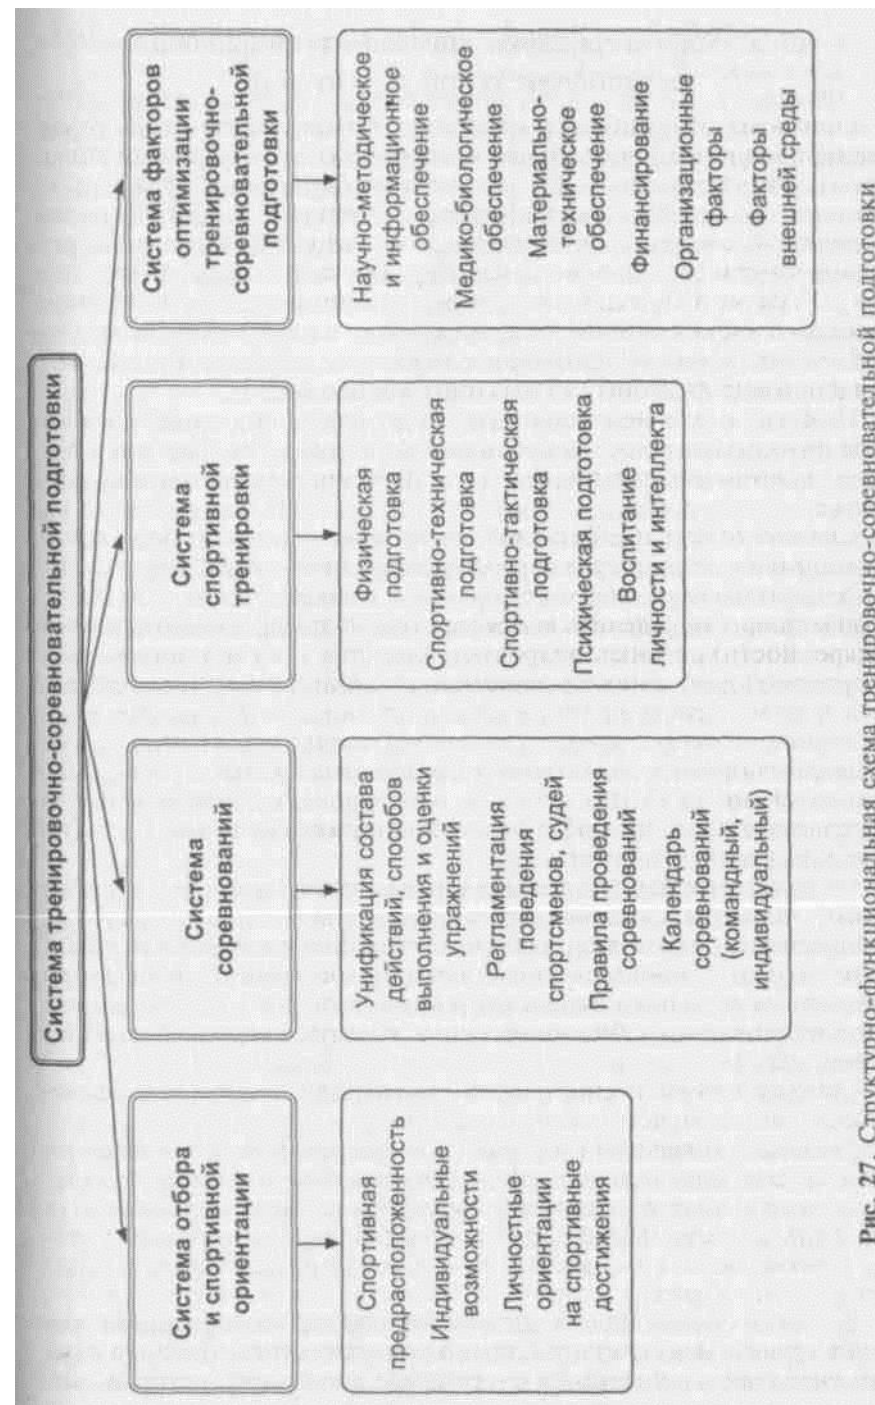 Система тренировочно-соревновательной подготовки
Система отбора
и спортивной
ориентации
Спортивная
предрасположенность
Индивидуальные
возможности
Личностные
ориентации
на спортивные
достижения
Система
соревнований
Унификация состава
действий, способов
выполнения и оценки
упражнений
Регламентация
поведения
спортсменов, судей
Правила проведения
соревнований
Календарь
соревнований
(командный,
индивидуальный)
Система
спортивной
тренировки
Физическая
подготовка
Спортивно-техническая
подготовка
Спортивно-тактическая
подготовка
Психическая подготовка
Воспитание
личности и интеллекта
Система факторов
оптимизации
тренировочно-
соревновательной
подготовки
Научно-методическое
и информационное
обеспечение
Медико-биологическое
обеспечение
Материально-
техническое
обеспечение
Финансирование
Организационные
факторы
Факторы
внешней среды
Рис. 27. Структурно-функциональная схема тренировочно-соревновательной подготовки